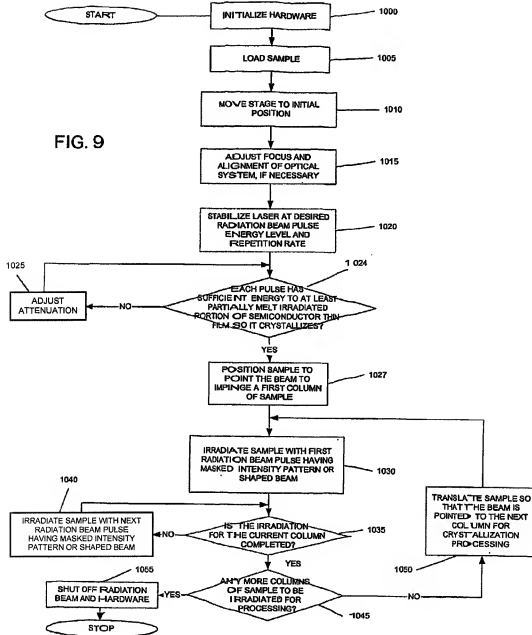 START
INITIALIZE HARDWARE
1000
LOAD SAMPLE
1005
MOVE STAGE TO INITIAL
POSITION
1010
FIG. 9
ADJUST FOCUS AND
ALIGNMENT OF OPTICAL
SYSTEM, IF NECESSARY
1015
STABILIZE LASER AT DESIRED
RADIATION BEAM PULSE
ENERGY LEVEL AND
REPETITION RATE
1020
1025
ADJUST
ATTENUATION
NO
1024
EACH PULSE HAS
SUFFICIENT ENERGY TO AT LEAST
PARTIALLY MELT IRRADIATED
PORTION OF SEMICONDUCTOR THIN
FILM SO IT CRYSTALLIZES?
YES
POSITION SAMPLE TO
POINT THE BEAM TO
IMPINGE A FIRST COLUMN
OF SAMPLE
1027
IRRADIATE SAMPLE WITH FIRST
RADIATION BEAM PULSE HAVING
MASKED INTENSITY PATTERN OR
SHAPED BEAM
1030
1040
IRRADIATE SAMPLE WITH NEXT
RADIATION BEAM PULSE
HAVING MASKED INTENSITY
PATTERN OR SHAPED BEAM
NO
IS THE IRRADIATION
FOR THE CURRENT COLUMN
COMPLETED?
1035
YES
TRANSLATE SAMPLE SO
THAT THE BEAM IS
POINTED TO THE NEXT
COLUMN FOR
CRYSTALLIZATION
PROCESSING
1050
1055
SHUT OFF RADIATION
BEAM AND HARDWARE
YES
ANY MORE COLUMNS
OF SAMPLE TO BE
IRRADIATED FOR
PROCESSING?
1045
NO
STOP